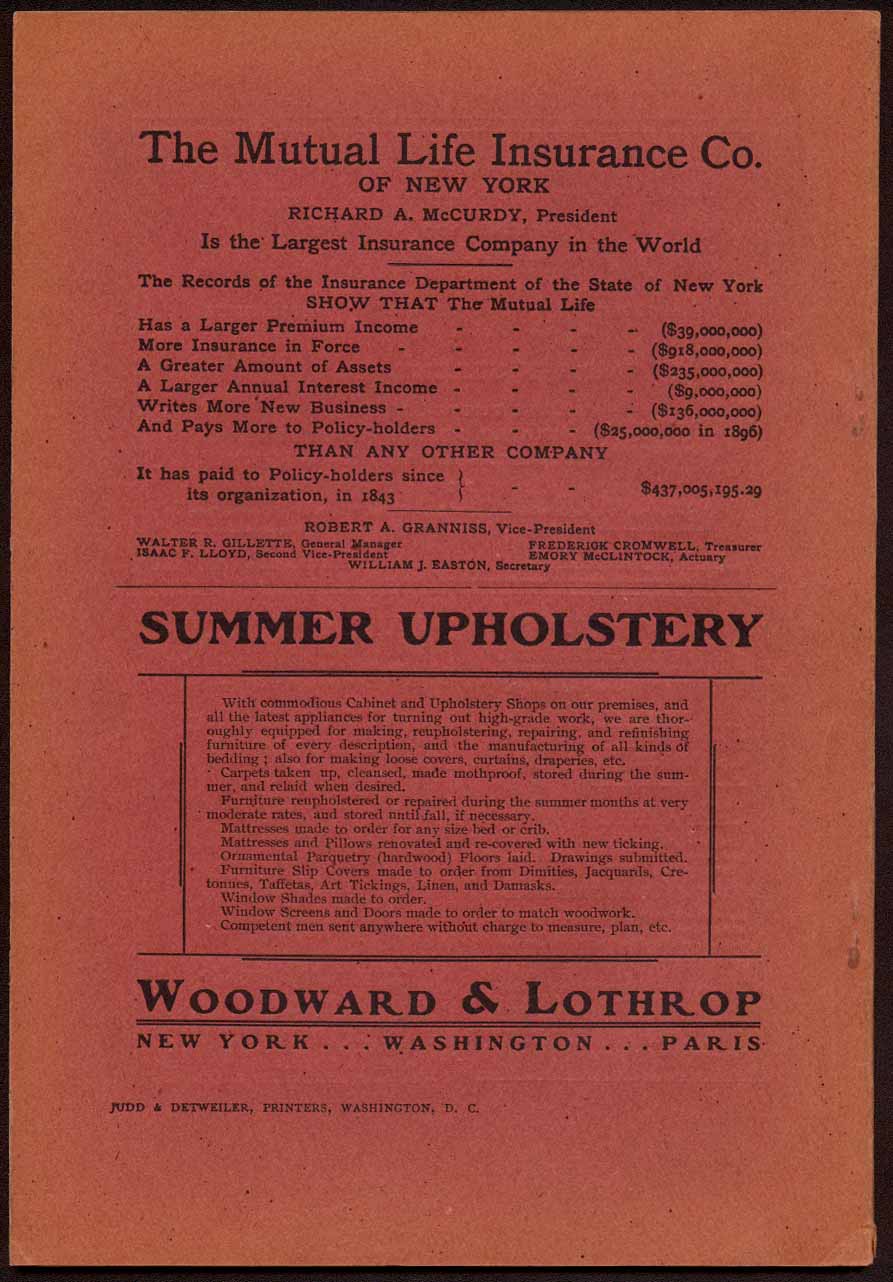 The Mutual Life Insurance Co.
OF NEW YORK
RICHARD A. McCURDY, President
Is the Largest Insurance Company in the World
The Records of the Insurance Department of the State of New York
SHOW THAT The Mutual Life
Has a Larger Premium Income - - - - ($39,000,000)
More Insurance in Force - - - - - ($918,000,000)
A Greater Amount of Assets - - - - ($235,000,000)
A Larger Annual Interest Income - - - - ($9,000,000)
Writes More New Business - - - - - ($136,000,000)
And Pays More to Policy-holders - - - ($25,000,000 in 1896)
THAN ANY OTHER COMPANY
It has paid to Policy-holders since
its organization, in 1843 } - - $437,005,195.29
ROBERT A. GRANNISS, Vice-President
WALTER R. GILLETTE, General Manager FREDERICK CROMWELL, Treasurer
ISAAC F. LLOYD, Second Vice-President EMORY McCLINTOCK, Actuary
WILLIAM J. EASTON, Secretary
SUMMER UPHOLSTERY
With commodious Cabinet and Upholstery Shops on our premises, and
all the latest appliances for turning out high-grade work, we are thor-
oughly equipped for making, reupholstering, repairing, and refinishing
furniture of every description, and the manufacturing of all kinds of
bedding ; also for making loose covers, curtains, draperies, etc.
Carpets taken up, cleansed, made mothproof, stored during the sum-
mer, and relaid when desired.
Furniture reupholstered or repaired during the summer months at very
moderate rates, and stored until fall, if necessary.
Mattresses made to order for any size bed or crib.
Mattresses and Pillows renovated and re-covered with new ticking.
Ornamental Parquetry (hardwood) Floors laid. Drawings submitted.
Furniture Slip Covers made to order from Dimities, Jacquards, Cre-
tonnes, Taffetas, Art Tickings, Linen, and Damasks.
Window Shades made to order.
Window Screens and Doors made to order to match woodwork.
Competent men sent anywhere without charge to measure, plan, etc.
WOODWARD & LOTHROP
NEW YORK . . . WASHINGTON . . . PARIS
JUDD & DETWEILER, PRINTERS, WASHINGTON, D. C.